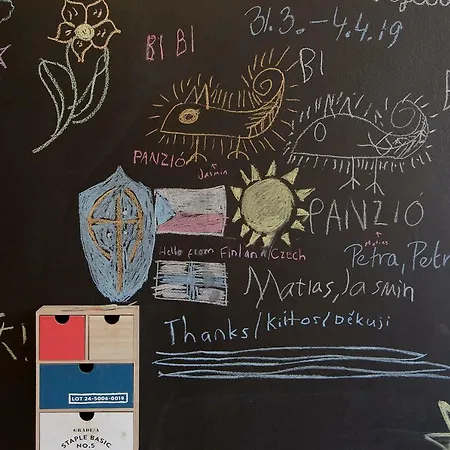 31.3. - 4.4.19
BI BI
BI
PANZIÓ
Jasmin
PANZIÓ
Matias
Hello from Finland/Czech
Petra, Petr
Matias, Jasmin
Thanks/Kiitos/Děkuji
LOT 24-5006-0019
GRADE/A
STAPLE BASIC
NO.5